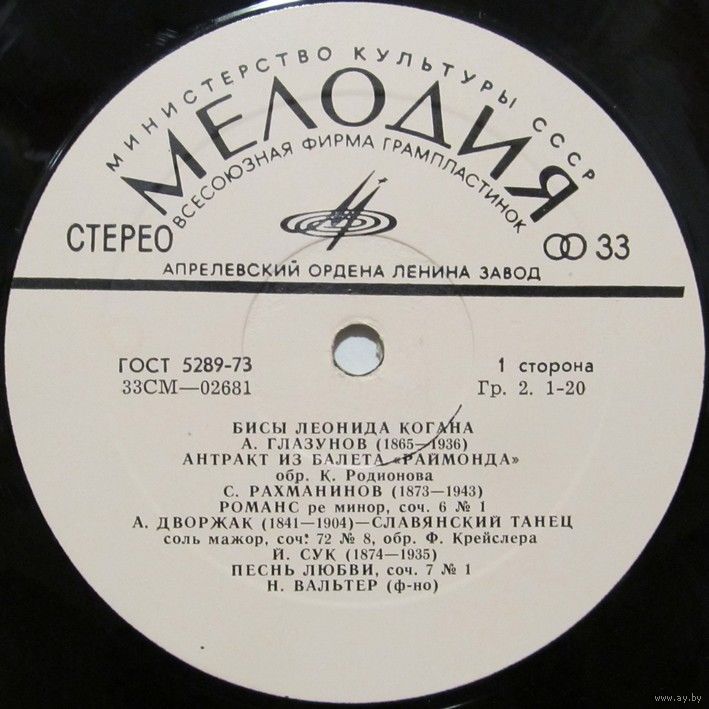 МИНИСТЕРСТВО КУЛЬТУРЫ СССР
МЕЛОДИЯ
ВСЕСОЮЗНАЯ ФИРМА ГРАМПЛАСТИНОК
СТЕРЕО
33
АПРЕЛЕВСКИЙ ОРДЕНА ЛЕНИНА ЗАВОД
ГОСТ 5289-73
1 сторона
33СМ—02681
Гр. 2. 1-20
БИСЫ ЛЕОНИДА КОГАНА
А. ГЛАЗУНОВ (1865—1936)
АНТРАКТ ИЗ БАЛЕТА «РАЙМОНДА»
обр. К. Родионова
С. РАХМАНИНОВ (1873—1943)
РОМАНС ре минор, соч. 6 № 1
А. ДВОРЖАК (1841—1904)—СЛАВЯНСКИЙ ТАНЕЦ
соль мажор, соч. 72 № 8, обр. Ф. Крейслера
Й. СУК (1874—1935)
ПЕСНЬ ЛЮБВИ, соч. 7 № 1
Н. ВАЛЬТЕР (ф-но)
www.ay.by